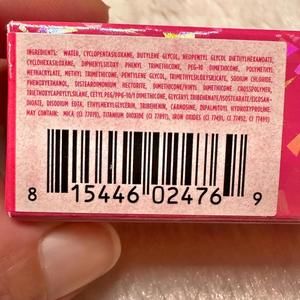 INGREDIENTS: WATER, CYCLOPENTASILOXANE, BUTYLENE GLYCOL, NEOPENTYL GLYCOL DIETHYLHEXANOATE,
CYCLOHEXASILOXANE, DIPHENYLSILOXY PHENYL TRIMETHICONE, PEG-10 DIMETHICONE, POLYMETHYL
METHACRYLATE, METHYL TRIMETHICONE, PENTYLENE GLYCOL, TRIMETHYLSILOXYSILICATE, SODIUM CHLORIDE,
PHENOXYETHANOL, DISTEARDIMONIUM HECTORITE, DIMETHICONE/VINYL DIMETHICONE CROSSPOLYMER,
TRIETHOXYCAPRYLYLSILANE, CETYL PEG/PPG-10/1 DIMETHICONE, GLYCERYL TRIBEHENATE/ISOSTEARATE/EICOSAN-
DIOATE, DISODIUM EDTA, ETHYLHEXYLGLYCERIN, TRIBEHENIN, CARNOSINE, DIPALMITOYL HYDROXYPROLINE.
MAY CONTAIN: MICA (CI 77019), TITANIUM DIOXIDE (CI 77891), IRON OXIDES (CI 77491, CI 77492, CI 77499)
8 15446 02476 9